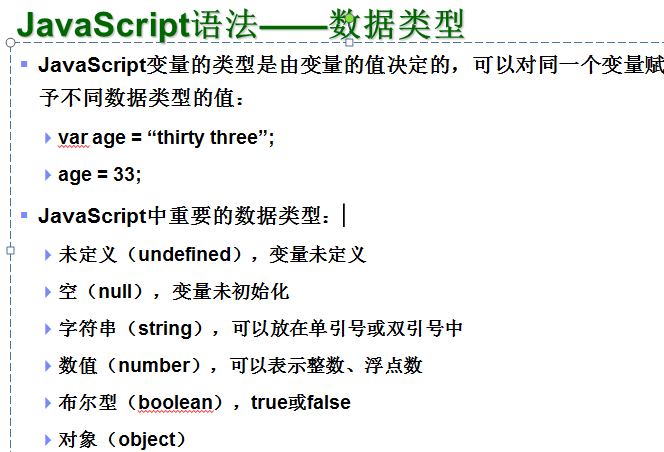 JavaScript语法——数据类型
JavaScript变量的类型是由变量的值决定的，可以对同一个变量赋
予不同数据类型的值：
var age = “thirty three”;
age = 33;
JavaScript中重要的数据类型：
未定义（undefined），变量未定义
空（null），变量未初始化
字符串（string），可以放在单引号或双引号中
数值（number），可以表示整数、浮点数
布尔型（boolean），true或false
对象（object）